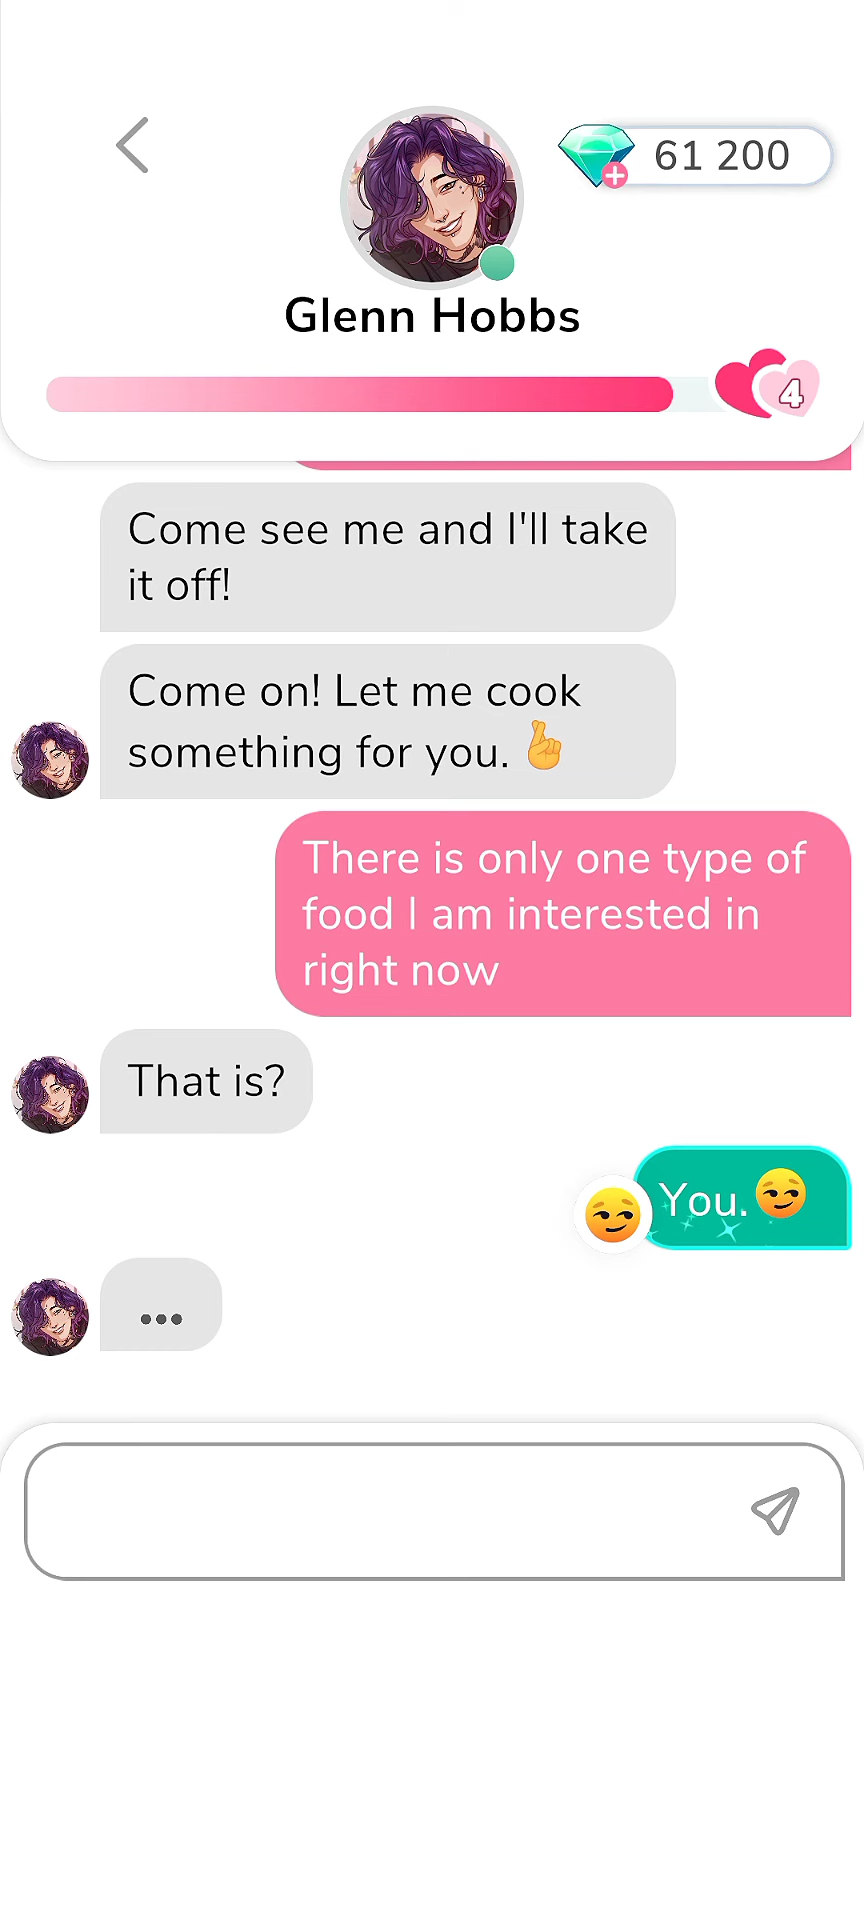 61 200
Glenn Hobbs
4
Come see me and I'll take
it off!
Come on! Let me cook
something for you. 🤞
There is only one type of
food I am interested in
right now
That is?
You.😏
...